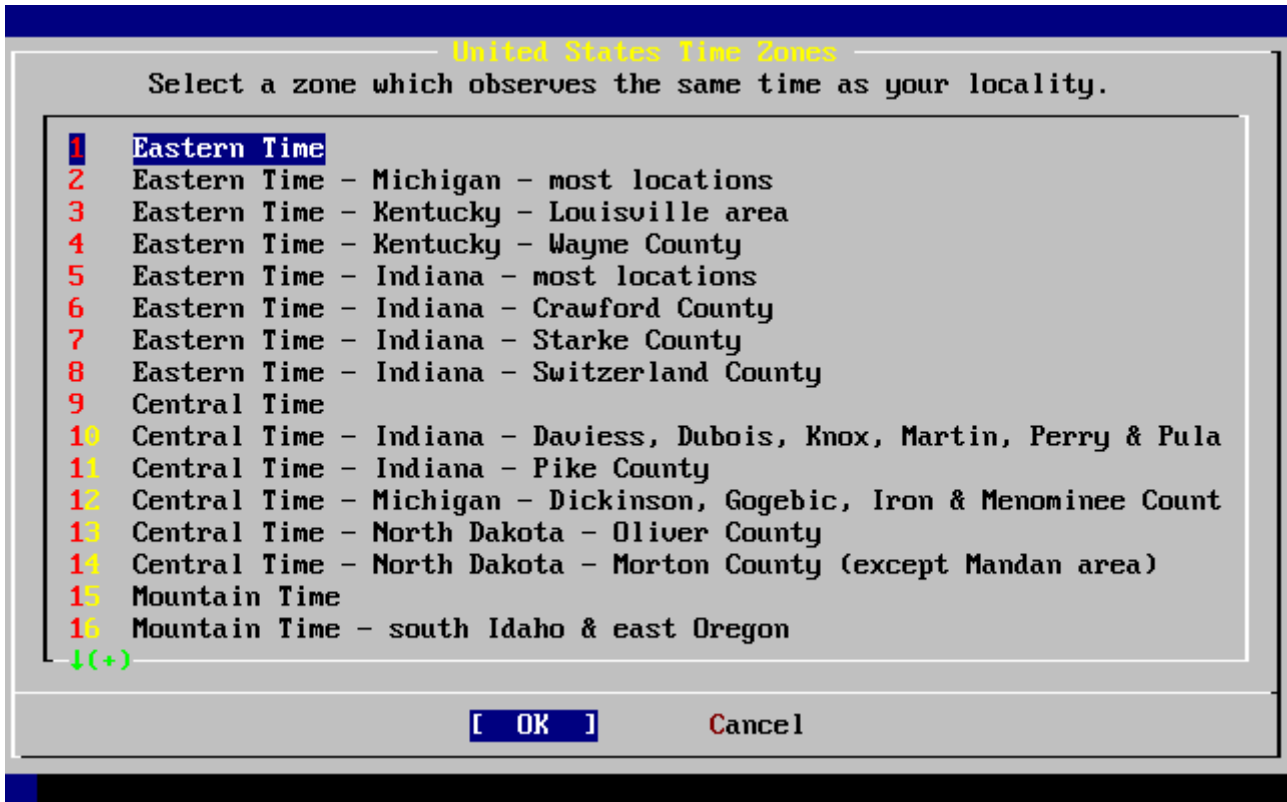 United States Time Zones
Select a zone which observes the same time as your locality.
1 Eastern Time
2 Eastern Time - Michigan - most locations
3 Eastern Time - Kentucky - Louisville area
4 Eastern Time - Kentucky - Wayne County
5 Eastern Time - Indiana - most locations
6 Eastern Time - Indiana - Crawford County
7 Eastern Time - Indiana - Starke County
8 Eastern Time - Indiana - Switzerland County
9 Central Time
10 Central Time - Indiana - Daviess, Dubois, Knox, Martin, Perry & Pula
11 Central Time - Indiana - Pike County
12 Central Time - Michigan - Dickinson, Gogebic, Iron & Menominee Count
13 Central Time - North Dakota - Oliver County
14 Central Time - North Dakota - Morton County (except Mandan area)
15 Mountain Time
16 Mountain Time - south Idaho & east Oregon
↓(+)
[ OK ] Cancel